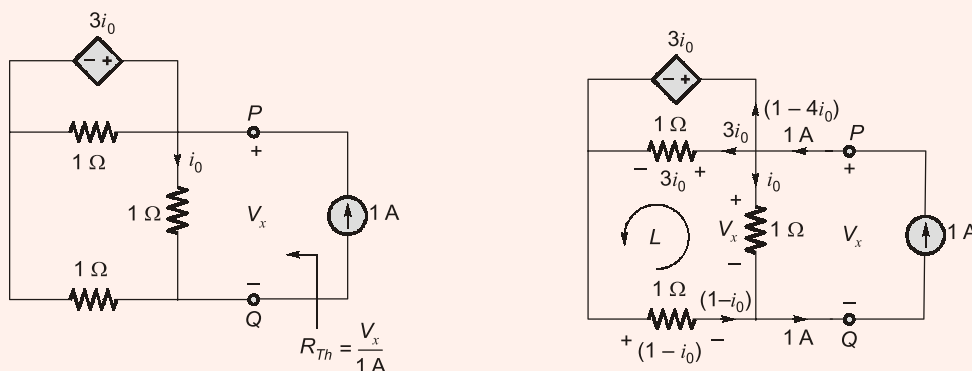 3i0
– +
1 Ω
P
+
i0
1 Ω
Vx
1 A
1 Ω
–
Q
RTh = Vx / 1 A
3i0
– +
(1 – 4i0)
1 Ω
3i0
1 A
P
– 3i0 +
+
i0
+
L
Vx
1 Ω
Vx
1 A
–
1 Ω
(1–i0)
–
+ (1 – i0) –
1 A
Q